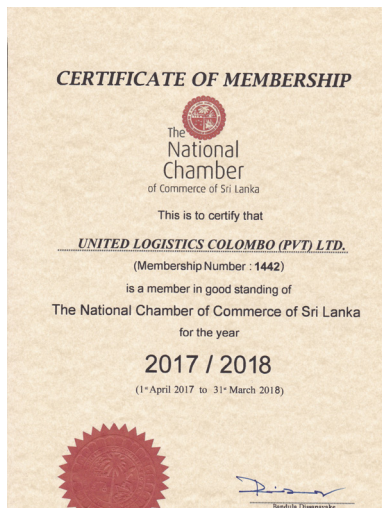 CERTIFICATE OF MEMBERSHIP
The
National
Chamber
of Commerce of Sri Lanka
This is to certify that
UNITED LOGISTICS COLOMBO (PVT) LTD.
(Membership Number : 1442)
is a member in good standing of
The National Chamber of Commerce of Sri Lanka
for the year
2017 / 2018
(1st April 2017 to 31st March 2018)